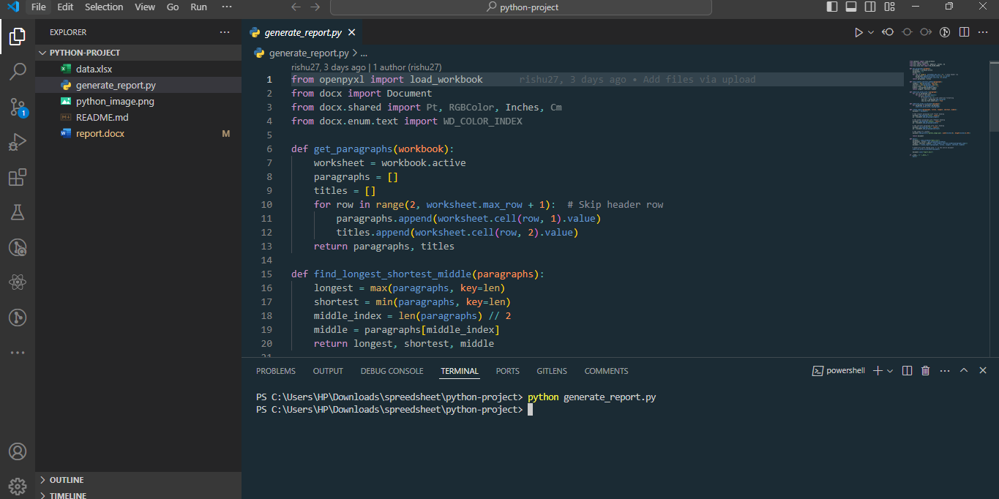 File Edit Selection View Go Run ··· python-project
EXPLORER ···
PYTHON-PROJECT
data.xlsx
generate_report.py
python_image.png
README.md
report.docx M
1
OUTLINE
TIMELINE
generate_report.py
generate_report.py > ...
rishu27, 3 days ago | 1 author (rishu27)
1 from openpyxl import load_workbook rishu27, 3 days ago • Add files via upload
2 from docx import Document
3 from docx.shared import Pt, RGBColor, Inches, Cm
4 from docx.enum.text import WD_COLOR_INDEX
5
6 def get_paragraphs(workbook):
7 worksheet = workbook.active
8 paragraphs = []
9 titles = []
10 for row in range(2, worksheet.max_row + 1):  # Skip header row
11 paragraphs.append(worksheet.cell(row, 1).value)
12 titles.append(worksheet.cell(row, 2).value)
13 return paragraphs, titles
14
15 def find_longest_shortest_middle(paragraphs):
16 longest = max(paragraphs, key=len)
17 shortest = min(paragraphs, key=len)
18 middle_index = len(paragraphs) // 2
19 middle = paragraphs[middle_index]
20 return longest, shortest, middle
21
PROBLEMS OUTPUT DEBUG CONSOLE TERMINAL PORTS GITLENS COMMENTS powershell
PS C:\Users\HP\Downloads\spreedsheet\python-project> python generate_report.py
PS C:\Users\HP\Downloads\spreedsheet\python-project>